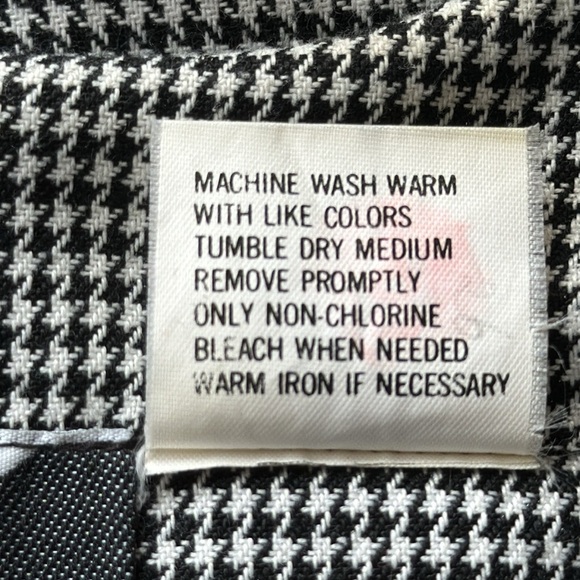 MACHINE WASH WARM
WITH LIKE COLORS
TUMBLE DRY MEDIUM
REMOVE PROMPTLY
ONLY NON-CHLORINE
BLEACH WHEN NEEDED
WARM IRON IF NECESSARY